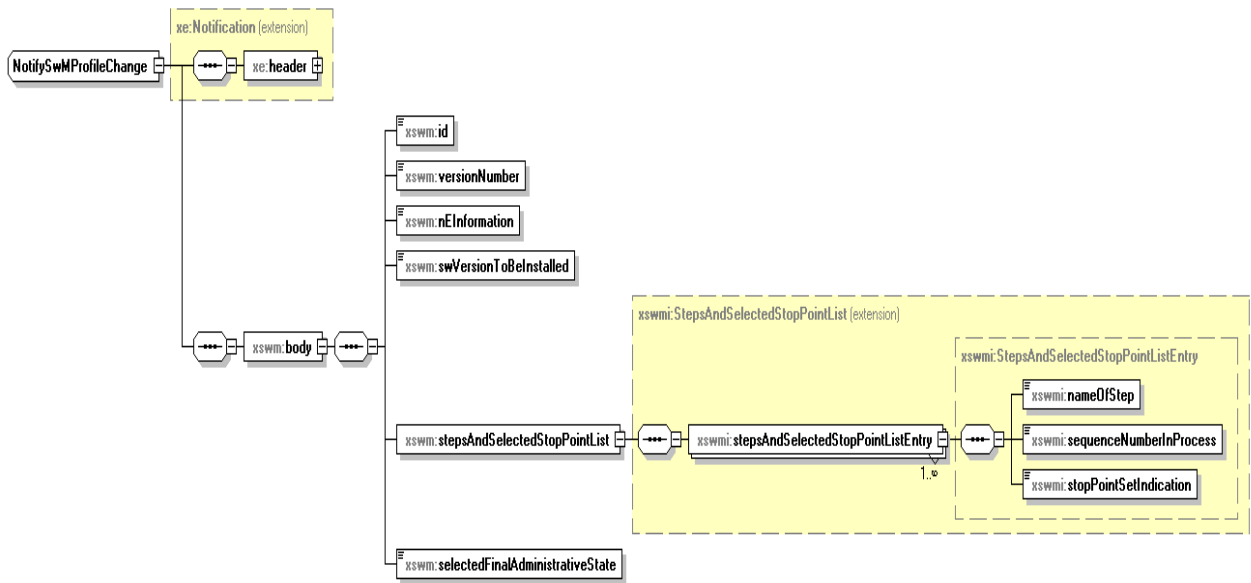 xe:Notification (extension)
NotifySwMProfileChange
xe:header
xswm:id
xswm:versionNumber
xswm:nEInformation
xswm:swVersionToBeInstalled
xswmi:StepsAndSelectedStopPointList (extension)
xswm:body
xswmi:StepsAndSelectedStopPointListEntry
xswmi:nameOfStep
xswm:stepsAndSelectedStopPointList
xswmi:stepsAndSelectedStopPointListEntry
xswmi:sequenceNumberInProcess
1..
xswmi:stopPointSetIndication
xswm:selectedFinalAdministrativeState